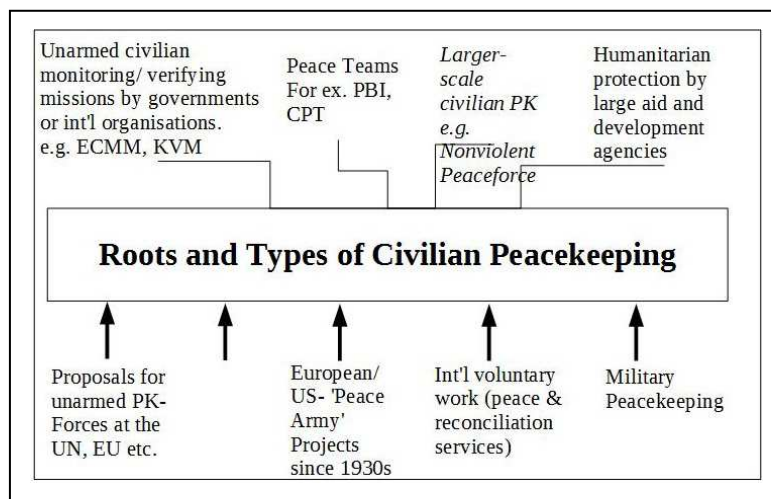 Unarmed civilian
monitoring/ verifying
missions by governments
or int'l organisations.
e.g. ECMM, KVM
Peace Teams
For ex. PBI,
CPT
Larger-
scale
civilian PK
e.g.
Nonviolent
Peaceforce
Humanitarian
protection by
large aid and
development
agencies
Roots and Types of Civilian Peacekeeping
Proposals for
unarmed PK-
Forces at the
UN, EU etc.
European/
US- 'Peace
Army'
Projects
since 1930s
Int'l voluntary
work (peace &
reconciliation
services)
Military
Peacekeeping